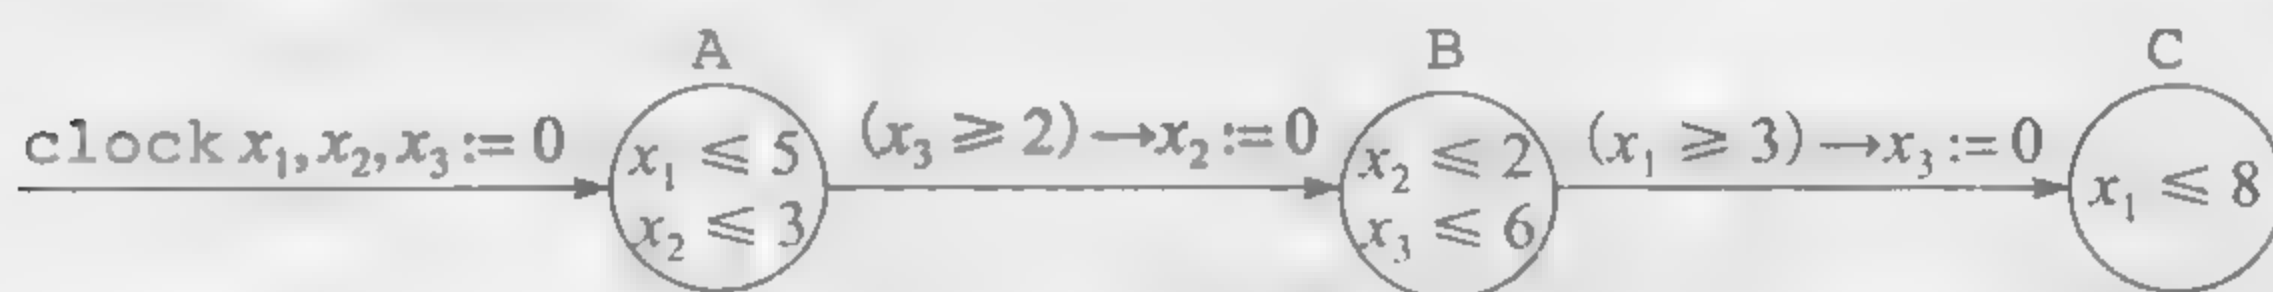 A
B
C
clock x₁, x₂, x₃ := 0
x₁ ⩽ 5
x₂ ⩽ 3
(x₃ ⩾ 2) → x₂ := 0
x₂ ⩽ 2
x₃ ⩽ 6
(x₁ ⩾ 3) → x₃ := 0
x₁ ⩽ 8